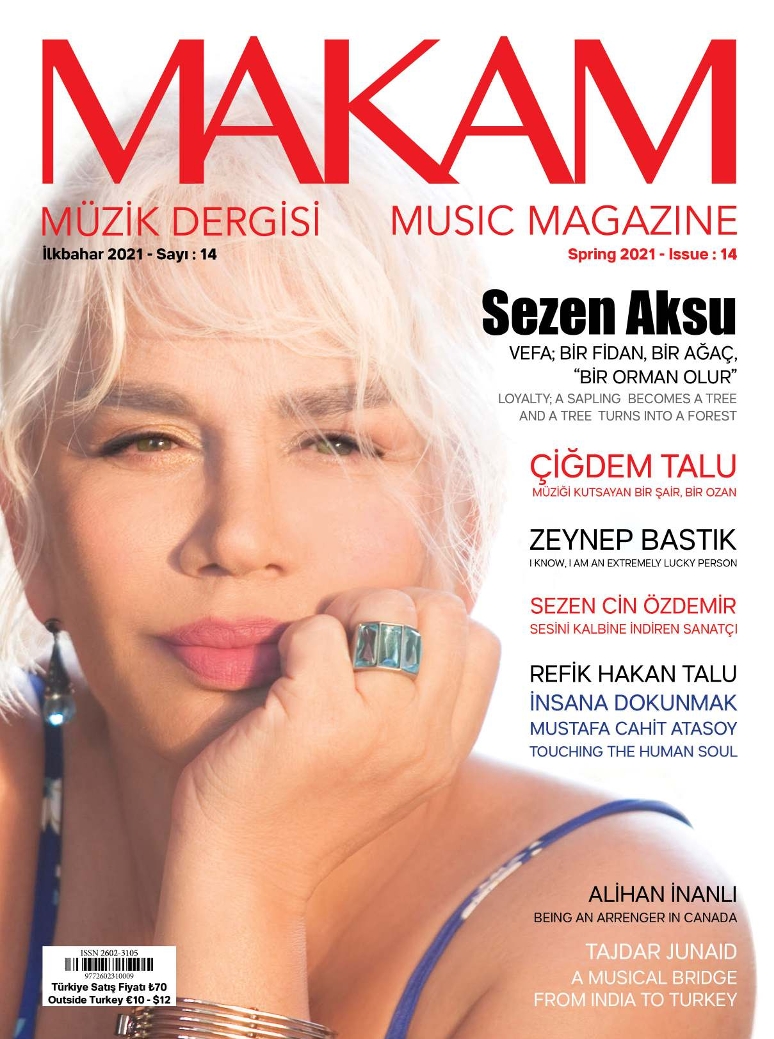 MAKAM
MÜZİK DERGİSİ
MUSIC MAGAZINE
İlkbahar 2021 - Sayı : 14
Spring 2021 - Issue : 14
Sezen Aksu
VEFA; BİR FİDAN, BİR AĞAÇ,
“BİR ORMAN OLUR”
LOYALTY; A SAPLING BECOMES A TREE
AND A TREE TURNS INTO A FOREST
ÇİĞDEM TALU
MÜZİĞİ KUTSAYAN BİR ŞAİR, BİR OZAN
ZEYNEP BASTIK
I KNOW, I AM AN EXTREMELY LUCKY PERSON
SEZEN CİN ÖZDEMİR
SESİNİ KALBİNE İNDİREN SANATÇI
REFİK HAKAN TALU
İNSANA DOKUNMAK
MUSTAFA CAHİT ATASOY
TOUCHING THE HUMAN SOUL
ALİHAN İNANLI
BEING AN ARRENGER IN CANADA
TAJDAR JUNAID
A MUSICAL BRIDGE
FROM INDIA TO TURKEY
ISSN 2602-3105
9772602310009
Türkiye Satış Fiyatı ₺70
Outside Turkey €10 - $12